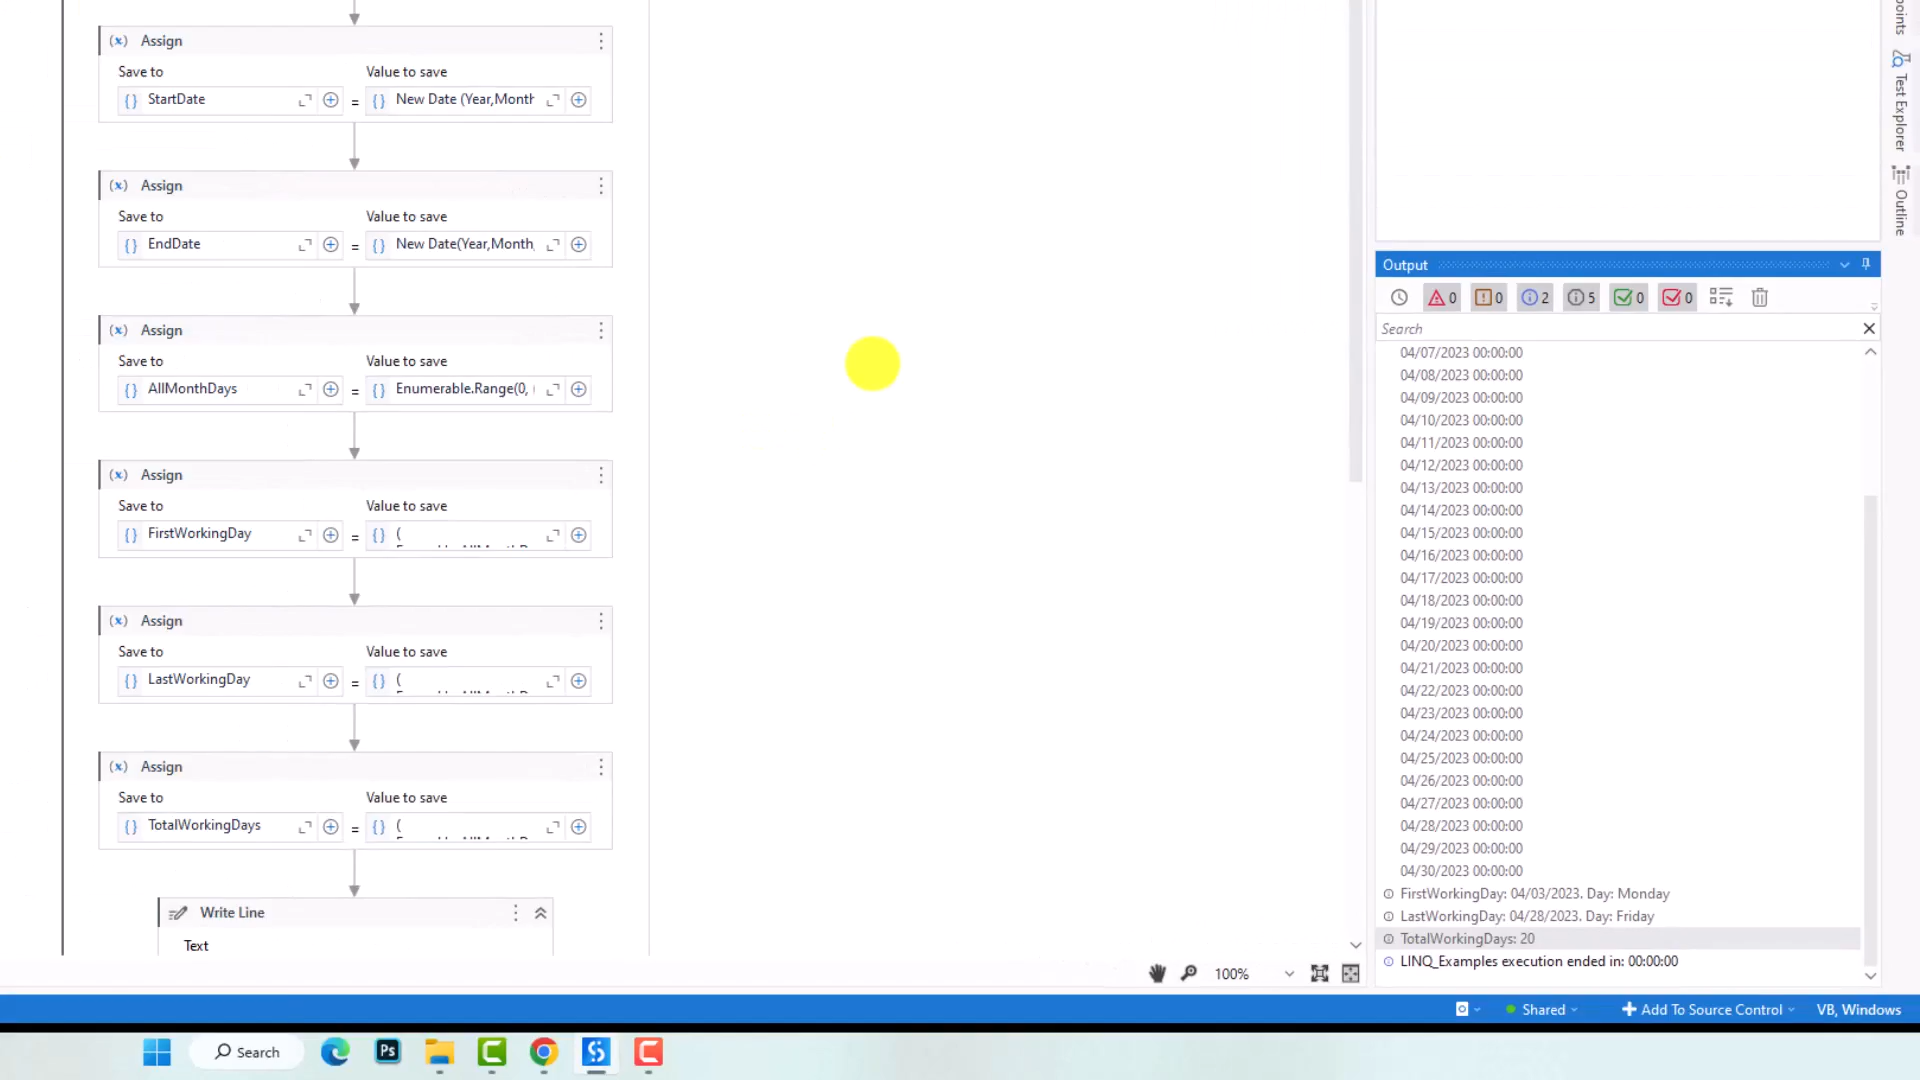 Assign
Save to Value to save
StartDate = New Date (Year,Month
Assign
Save to Value to save
EndDate = New Date(Year,Month,
Assign
Save to Value to save
AllMonthDays = Enumerable.Range(0,
Assign
Save to Value to save
FirstWorkingDay = (
Assign
Save to Value to save
LastWorkingDay = (
Assign
Save to Value to save
TotalWorkingDays = (
Write Line
Text
100%
Test Explorer
Outline
Output
0 0 2 5 0 0
Search
04/07/2023 00:00:00
04/08/2023 00:00:00
04/09/2023 00:00:00
04/10/2023 00:00:00
04/11/2023 00:00:00
04/12/2023 00:00:00
04/13/2023 00:00:00
04/14/2023 00:00:00
04/15/2023 00:00:00
04/16/2023 00:00:00
04/17/2023 00:00:00
04/18/2023 00:00:00
04/19/2023 00:00:00
04/20/2023 00:00:00
04/21/2023 00:00:00
04/22/2023 00:00:00
04/23/2023 00:00:00
04/24/2023 00:00:00
04/25/2023 00:00:00
04/26/2023 00:00:00
04/27/2023 00:00:00
04/28/2023 00:00:00
04/29/2023 00:00:00
04/30/2023 00:00:00
FirstWorkingDay: 04/03/2023. Day: Monday
LastWorkingDay: 04/28/2023. Day: Friday
TotalWorkingDays: 20
LINQ_Examples execution ended in: 00:00:00
Shared Add To Source Control VB, Windows
Search
Ps